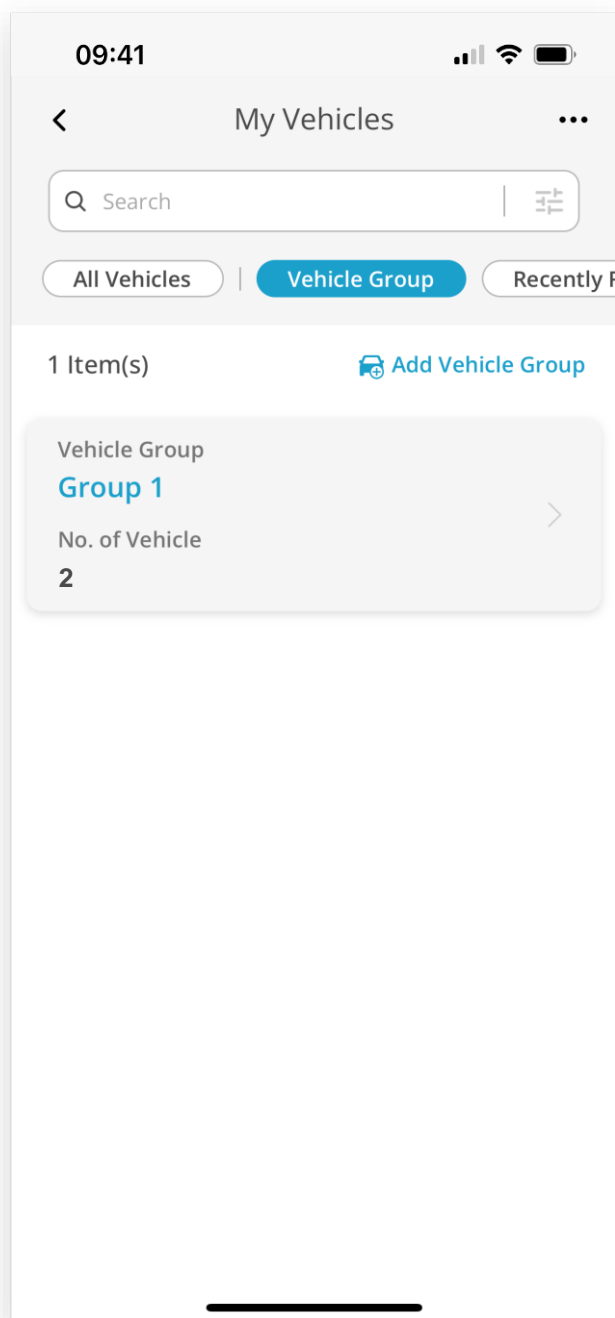 09:41
My Vehicles
Search
All Vehicles | Vehicle Group Recently
1 Item(s) Add Vehicle Group
Vehicle Group
Group 1
No. of Vehicle
2